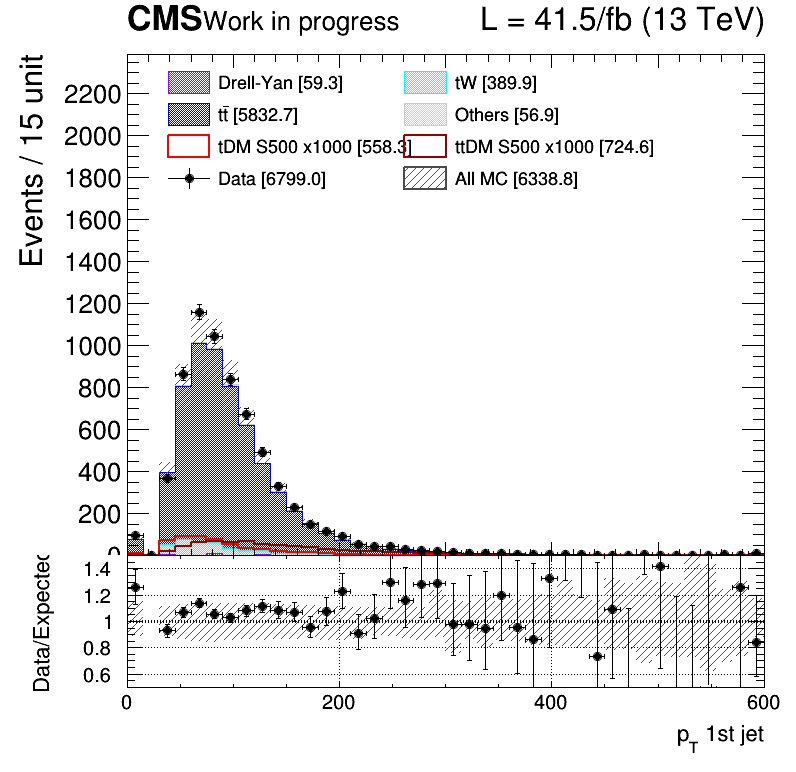 CMS Work in progress L = 41.5/fb (13 TeV)
Events / 15 unit
Drell-Yan [59.3] tW [389.9]
tt̄ [5832.7] Others [56.9]
tDM S500 x1000 [558.3] ttDM S500 x1000 [724.6]
Data [6799.0] All MC [6338.8]
2200
2000
1800
1600
1400
1200
1000
800
600
400
200
0
Data/Expected
1.4
1.2
1
0.8
0.6
0 200 400 600
p_T 1st jet